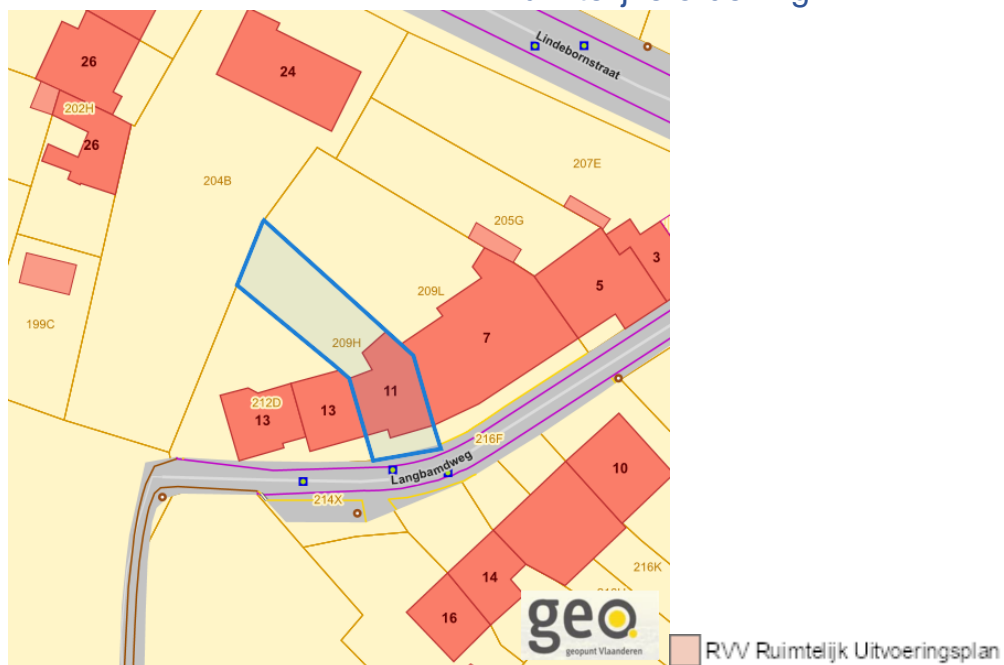 Lindebornstraat
26
24
202H
26
207E
204B
205G
3
5
209L
199C
209H
7
11
212D
13
13
216F
Langbamdweg
10
214X
216K
14
16
geo.
geopunt Vlaanderen
RVV Ruimtelijk Uitvoeringsplan